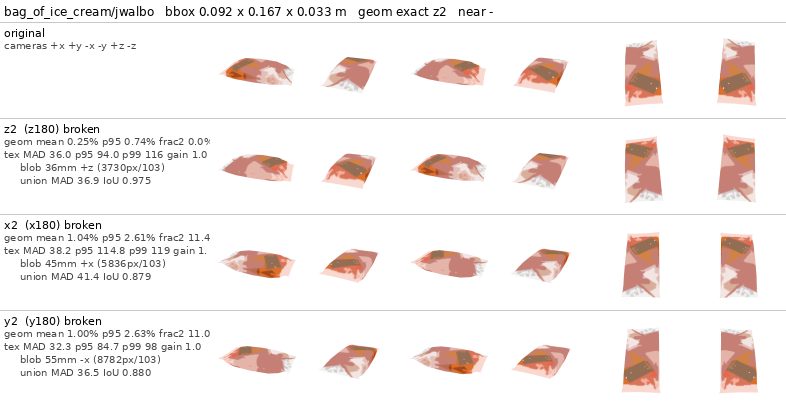 bag_of_ice_cream/jwalbo   bbox 0.092 x 0.167 x 0.033 m   geom exact z2   near -
original
cameras +x +y -x -y +z -z
z2  (z180) broken
geom mean 0.25% p95 0.74% frac2 0.0%
tex MAD 36.0 p95 94.0 p99 116 gain 1.0
blob 36mm +z (3730px/103)
union MAD 36.9 IoU 0.975
x2  (x180) broken
geom mean 1.04% p95 2.61% frac2 11.4
tex MAD 38.2 p95 114.8 p99 119 gain 1.
blob 45mm +x (5836px/103)
union MAD 41.4 IoU 0.879
y2  (y180) broken
geom mean 1.00% p95 2.63% frac2 11.0
tex MAD 32.3 p95 84.7 p99 98 gain 1.0
blob 55mm -x (8782px/103)
union MAD 36.5 IoU 0.880